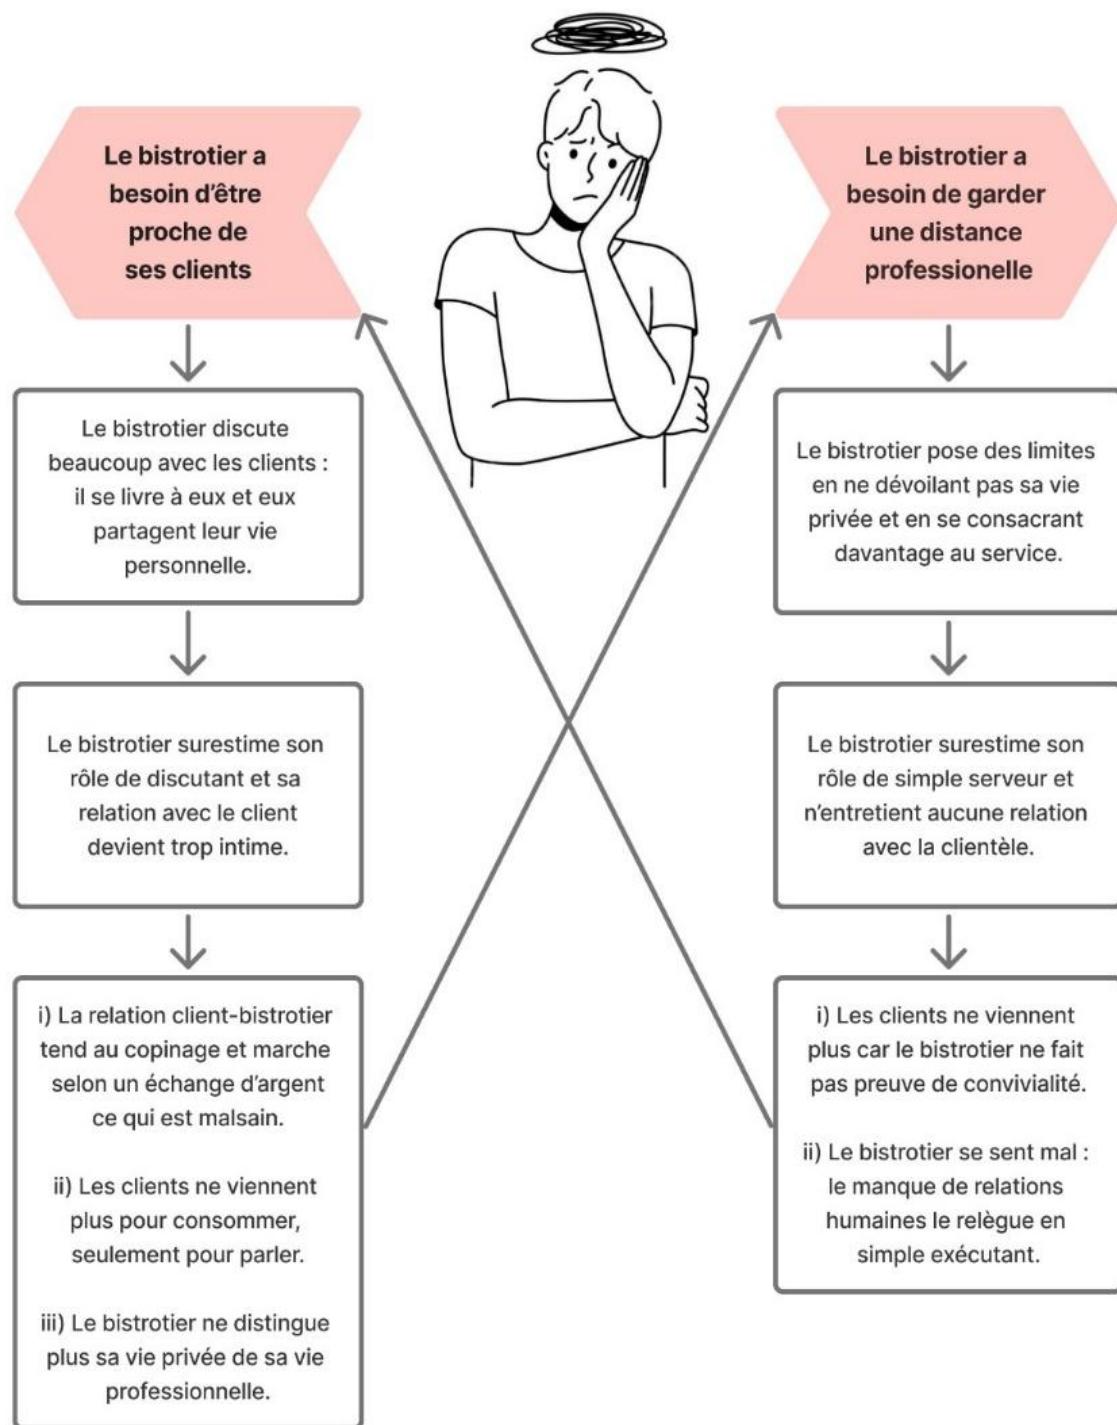 Le bistrotier a
besoin d'être
proche de
ses clients
Le bistrotier discute
beaucoup avec les clients :
il se livre à eux et eux
partagent leur vie
personnelle.
Le bistrotier surestime son
rôle de discutant et sa
relation avec le client
devient trop intime.
i) La relation client-bistrotier
tend au copinage et marche
selon un échange d'argent
ce qui est malsain.
ii) Les clients ne viennent
plus pour consommer,
seulement pour parler.
iii) Le bistrotier ne distingue
plus sa vie privée de sa vie
professionnelle.
Le bistrotier a
besoin de garder
une distance
professionelle
Le bistrotier pose des limites
en ne dévoilant pas sa vie
privée et en se consacrant
davantage au service.
Le bistrotier surestime son
rôle de simple serveur et
n'entretient aucune relation
avec la clientèle.
i) Les clients ne viennent
plus car le bistrotier ne fait
pas preuve de convivialité.
ii) Le bistrotier se sent mal :
le manque de relations
humaines le relègue en
simple exécutant.